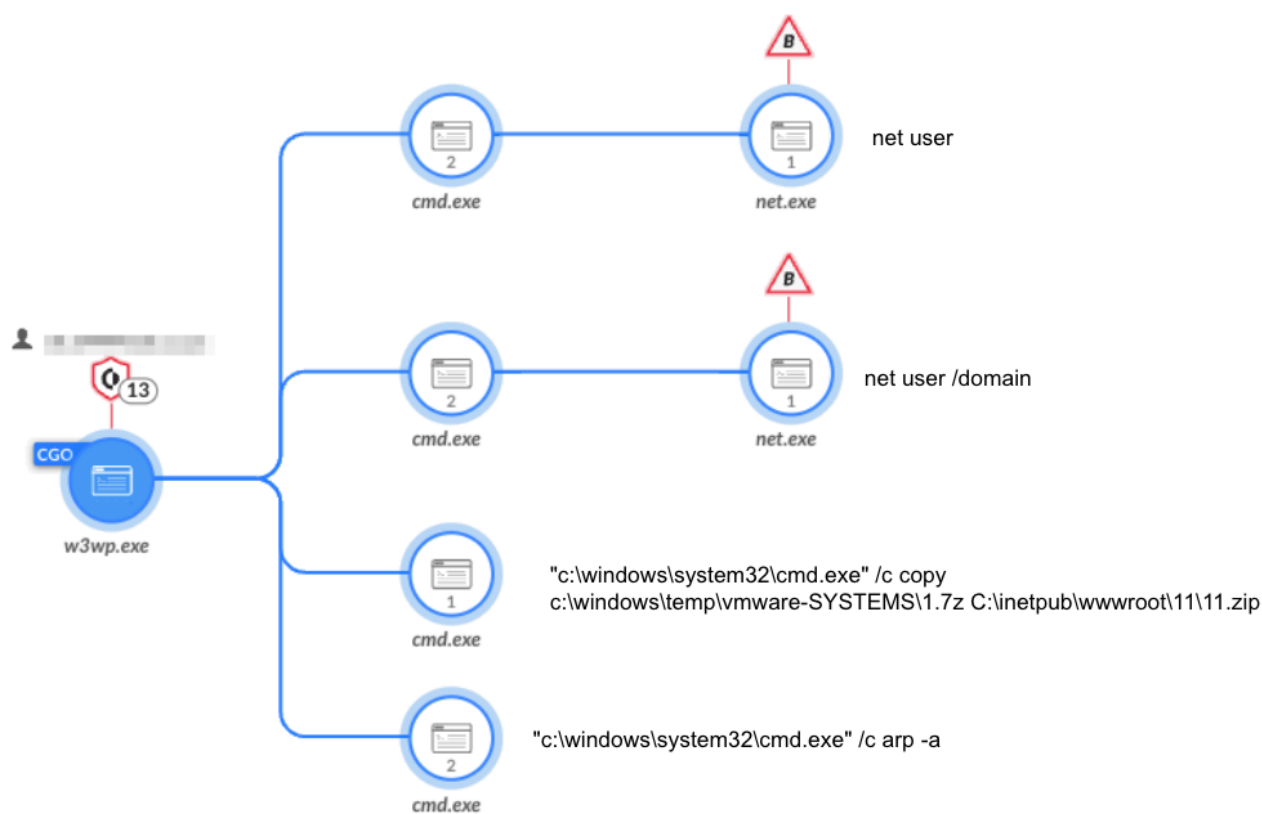 B
2
1
net user
cmd.exe
net.exe
B
13
2
1
net user /domain
cmd.exe
net.exe
CGO
w3wp.exe
"c:\windows\system32\cmd.exe" /c copy
c:\windows\temp\vmware-SYSTEMS\1.7z C:\inetpub\wwwroot\11\11.zip
1
cmd.exe
"c:\windows\system32\cmd.exe" /c arp -a
2
cmd.exe